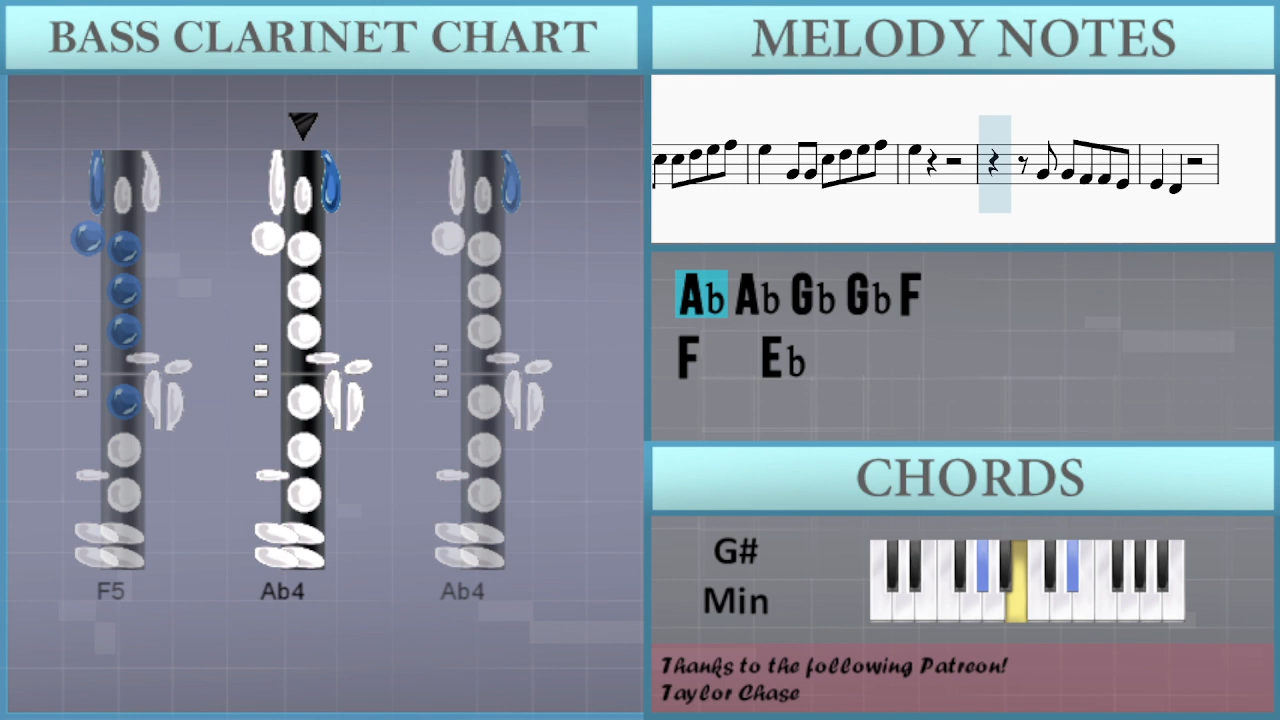 BASS CLARINET CHART
F5
Ab4
Ab4
MELODY NOTES
Ab Ab Gb Gb F
F Eb
CHORDS
G#
Min
Thanks to the following Patreon!
Taylor Chase